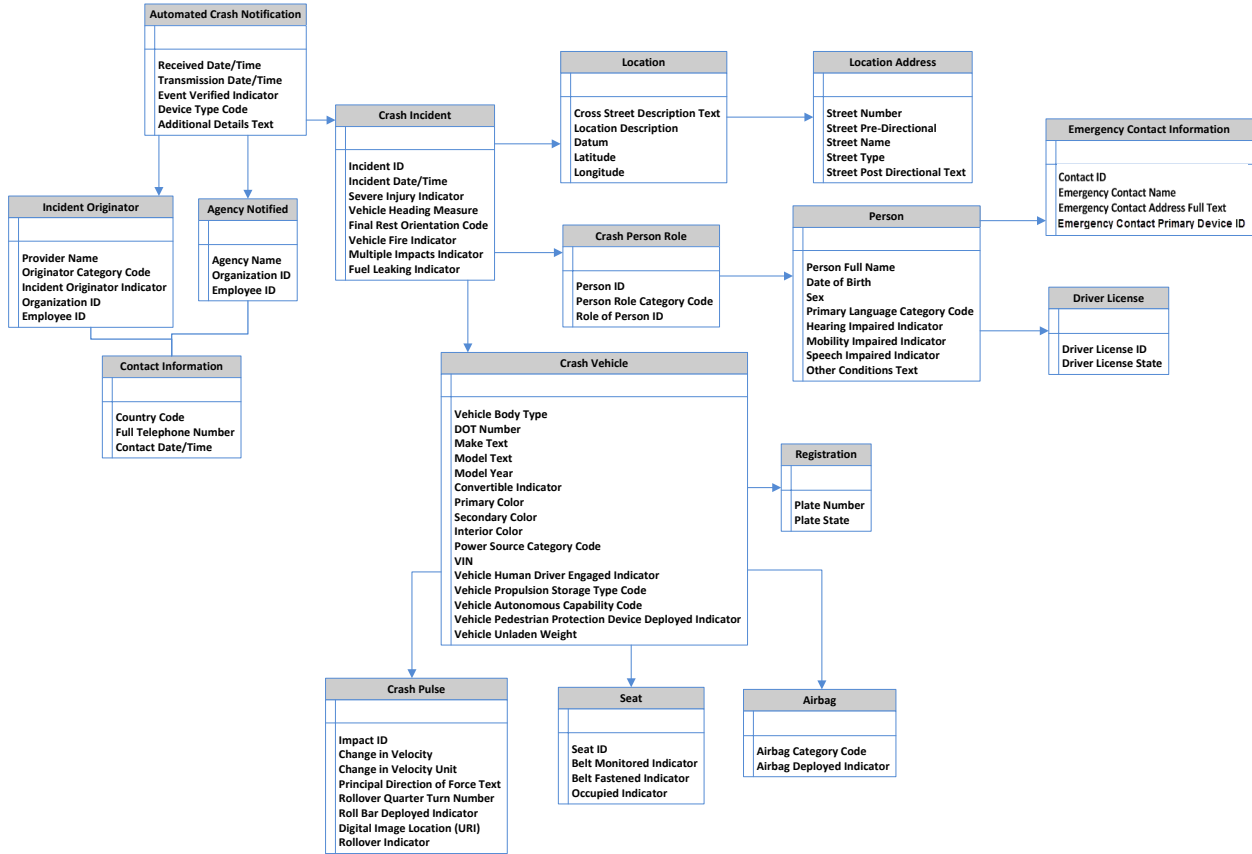 Automated Crash Notification
Received Date/Time
Transmission Date/Time
Event Verified Indicator
Device Type Code
Additional Details Text
Crash Incident
Incident ID
Incident Date/Time
Severe Injury Indicator
Vehicle Heading Measure
Final Rest Orientation Code
Vehicle Fire Indicator
Multiple Impacts Indicator
Fuel Leaking Indicator
Location
Cross Street Description Text
Location Description
Datum
Latitude
Longitude
Location Address
Street Number
Street Pre-Directional
Street Name
Street Type
Street Post Directional Text
Emergency Contact Information
Contact ID
Emergency Contact Name
Emergency Contact Address Full Text
Emergency Contact Primary Device ID
Incident Originator
Provider Name
Originator Category Code
Incident Originator Indicator
Organization ID
Employee ID
Agency Notified
Agency Name
Organization ID
Employee ID
Crash Person Role
Person ID
Person Role Category Code
Role of Person ID
Person
Person Full Name
Date of Birth
Sex
Primary Language Category Code
Hearing Impaired Indicator
Mobility Impaired Indicator
Speech Impaired Indicator
Other Conditions Text
Driver License
Driver License ID
Driver License State
Contact Information
Country Code
Full Telephone Number
Contact Date/Time
Crash Vehicle
Vehicle Body Type
DOT Number
Make Text
Model Text
Model Year
Convertible Indicator
Primary Color
Secondary Color
Interior Color
Power Source Category Code
VIN
Vehicle Human Driver Engaged Indicator
Vehicle Propulsion Storage Type Code
Vehicle Autonomous Capability Code
Vehicle Pedestrian Protection Device Deployed Indicator
Vehicle Unladen Weight
Registration
Plate Number
Plate State
Crash Pulse
Impact ID
Change in Velocity
Change in Velocity Unit
Principal Direction of Force Text
Rollover Quarter Turn Number
Roll Bar Deployed Indicator
Digital Image Location (URI)
Rollover Indicator
Seat
Seat ID
Belt Monitored Indicator
Belt Fastened Indicator
Occupied Indicator
Airbag
Airbag Category Code
Airbag Deployed Indicator